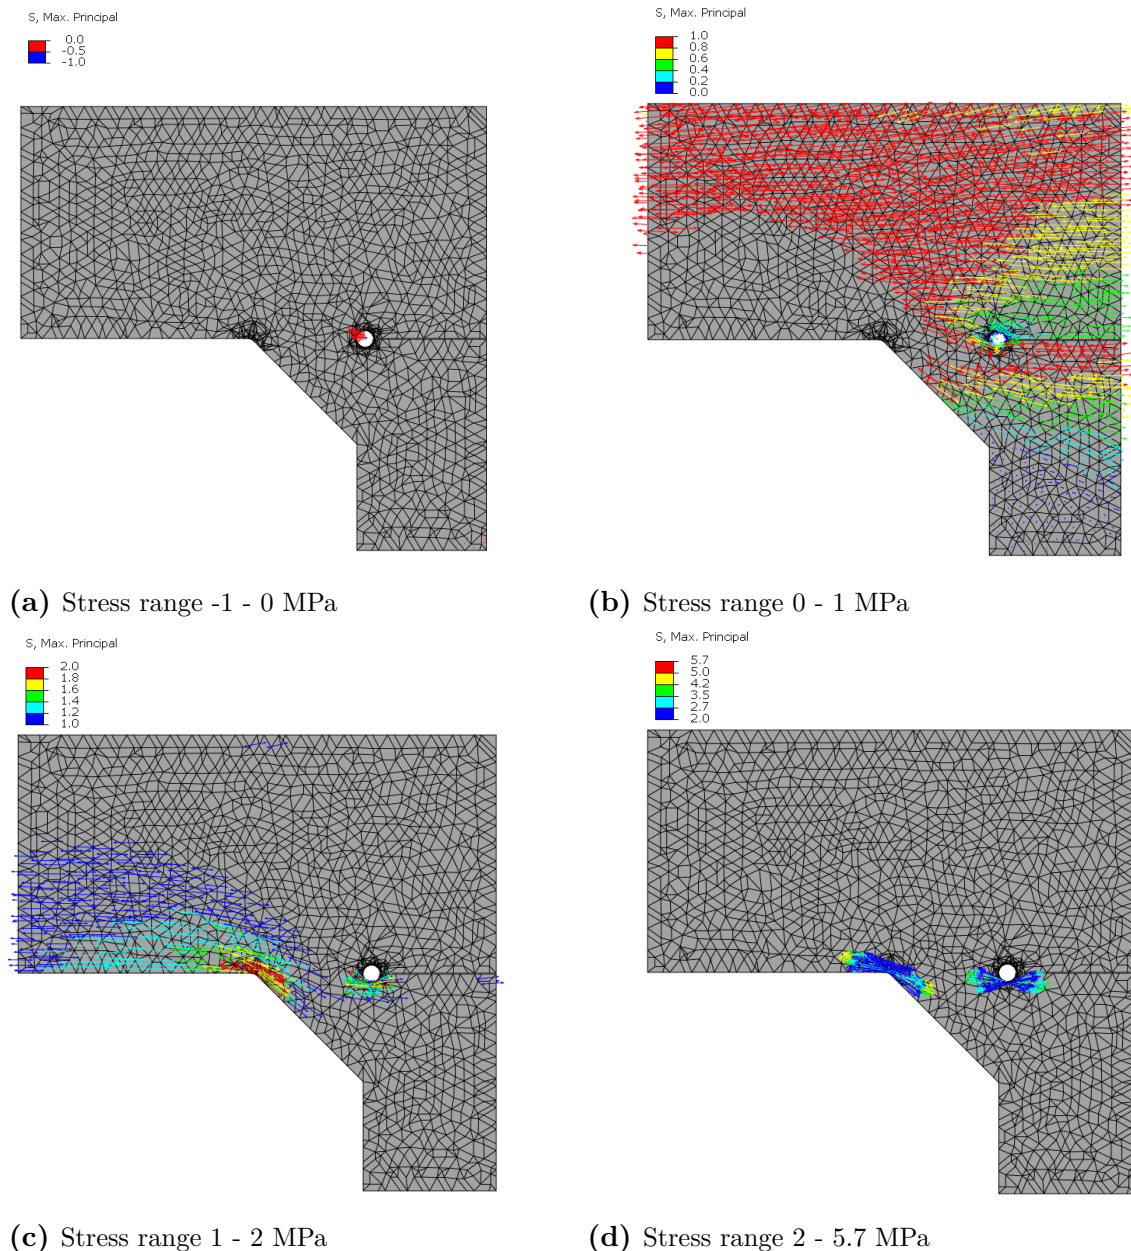 S, Max. Principal
0.0
-0.5
-1.0
S, Max. Principal
1.0
0.8
0.6
0.4
0.2
0.0
(a) Stress range -1 - 0 MPa
(b) Stress range 0 - 1 MPa
S, Max. Principal
2.0
1.8
1.6
1.4
1.2
1.0
S, Max. Principal
5.7
5.0
4.2
3.5
2.7
2.0
(c) Stress range 1 - 2 MPa
(d) Stress range 2 - 5.7 MPa